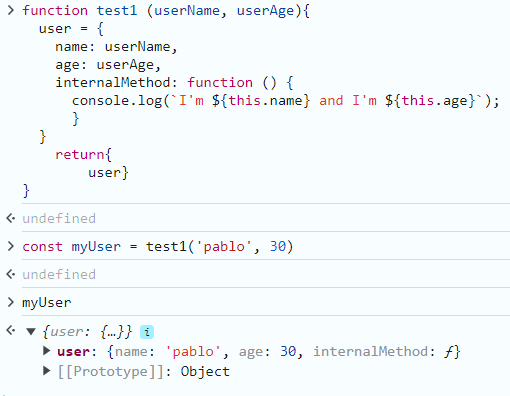 function test1 (userName, userAge){
  user = {
    name: userName,
    age: userAge,
    internalMethod: function () {
      console.log(`I'm ${this.name} and I'm ${this.age}`);
      }
  }
    return{
        user}
}
undefined
const myUser = test1('pablo', 30)
undefined
myUser
{user: {…}} i
user: {name: 'pablo', age: 30, internalMethod: ƒ}
[[Prototype]]: Object